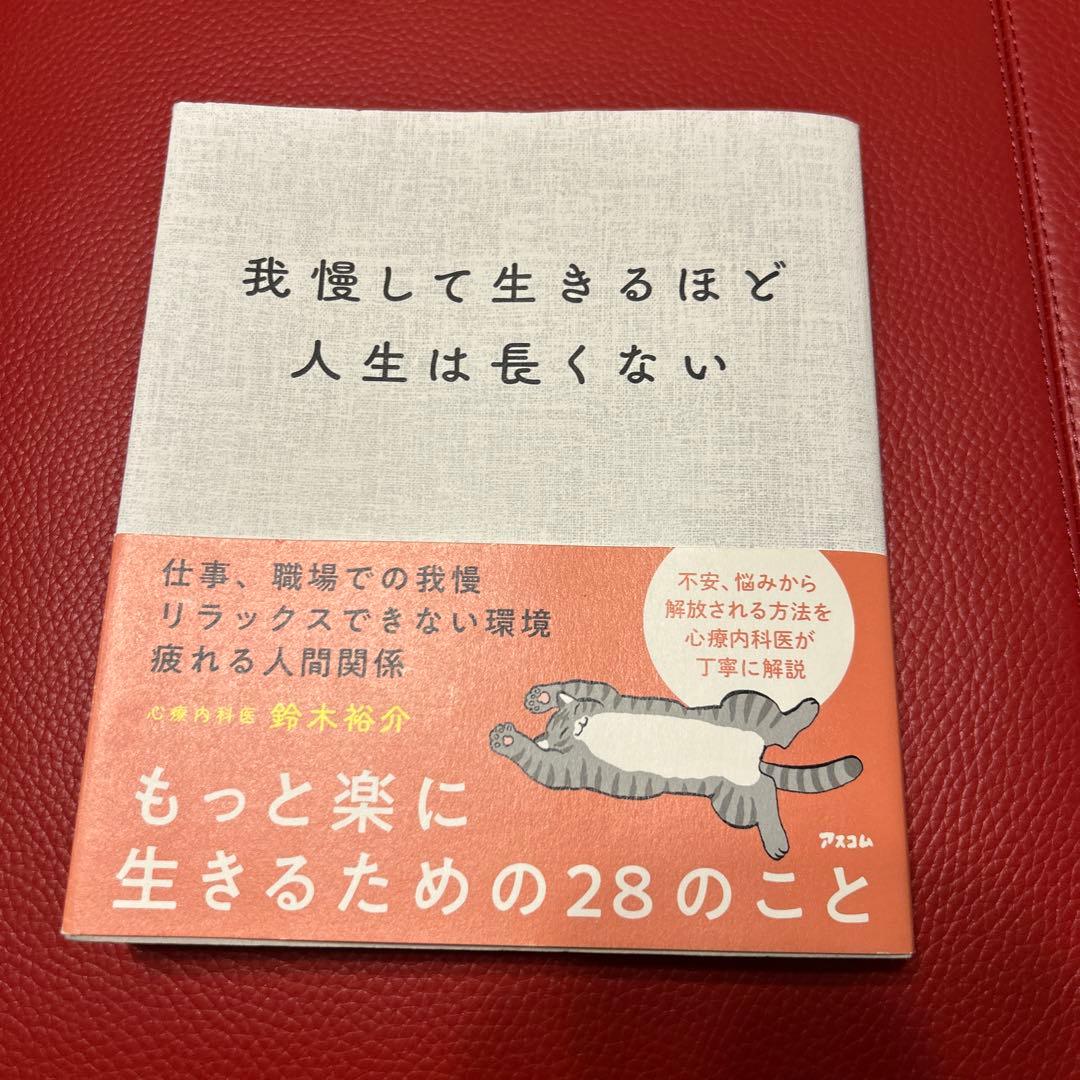 我慢して生きるほど
人生は長くない
仕事、職場での我慢
リラックスできない環境
疲れる人間関係
心療内科医 鈴木裕介
不安、悩みから
解放される方法を
心療内科医が
丁寧に解説
もっと楽に
生きるための28のこと
アスコム